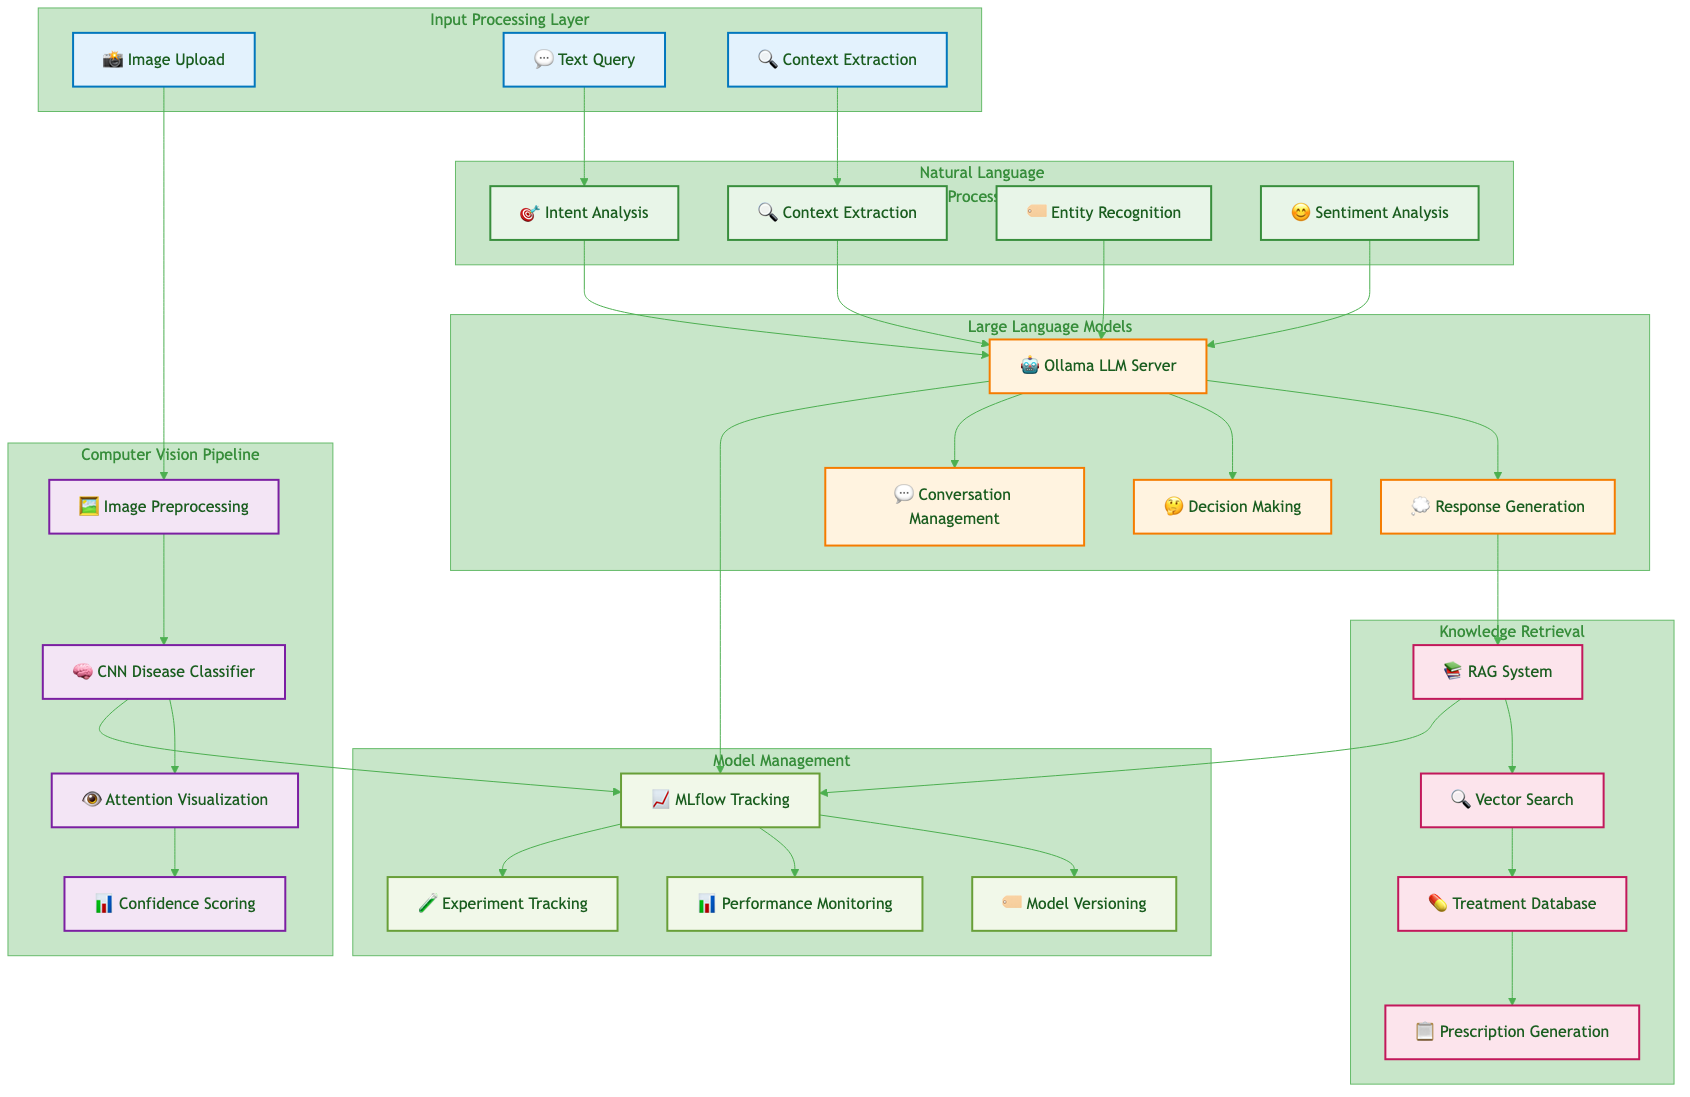 Input Processing Layer
Image Upload
Text Query
Context Extraction
Natural Language
Process
Intent Analysis
Context Extraction
Entity Recognition
Sentiment Analysis
Large Language Models
Ollama LLM Server
Computer Vision Pipeline
Image Preprocessing
Conversation
Management
Decision Making
Response Generation
Knowledge Retrieval
CNN Disease Classifier
RAG System
Model Management
Attention Visualization
MLflow Tracking
Vector Search
Confidence Scoring
Experiment Tracking
Performance Monitoring
Model Versioning
Treatment Database
Prescription Generation